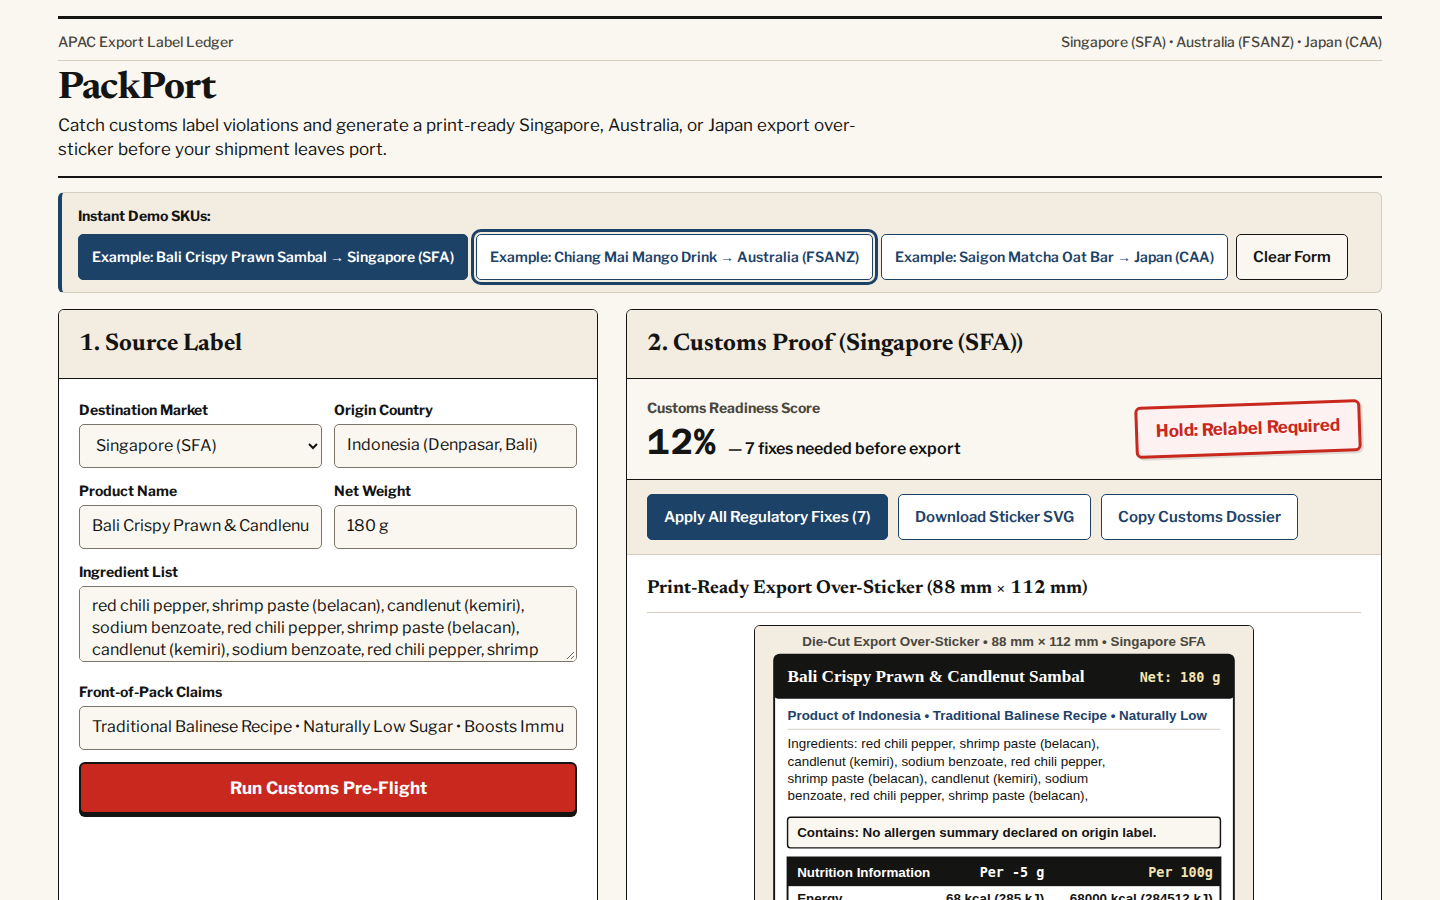 APAC Export Label Ledger
Singapore (SFA) • Australia (FSANZ) • Japan (CAA)
PackPort
Catch customs label violations and generate a print-ready Singapore, Australia, or Japan export over-
sticker before your shipment leaves port.
Instant Demo SKUs:
Example: Bali Crispy Prawn Sambal → Singapore (SFA)
Example: Chiang Mai Mango Drink → Australia (FSANZ)
Example: Saigon Matcha Oat Bar → Japan (CAA)
Clear Form
1. Source Label
Destination Market
Origin Country
Singapore (SFA)
Indonesia (Denpasar, Bali)
Product Name
Net Weight
Bali Crispy Prawn & Candlenu
180 g
Ingredient List
red chili pepper, shrimp paste (belacan), candlenut (kemiri),
sodium benzoate, red chili pepper, shrimp paste (belacan),
candlenut (kemiri), sodium benzoate, red chili pepper, shrimp
Front-of-Pack Claims
Traditional Balinese Recipe • Naturally Low Sugar • Boosts Immu
Run Customs Pre-Flight
2. Customs Proof (Singapore (SFA))
Customs Readiness Score
12% — 7 fixes needed before export
Hold: Relabel Required
Apply All Regulatory Fixes (7)
Download Sticker SVG
Copy Customs Dossier
Print-Ready Export Over-Sticker (88 mm × 112 mm)
Die-Cut Export Over-Sticker • 88 mm × 112 mm • Singapore SFA
Bali Crispy Prawn & Candlenut Sambal
Net: 180 g
Product of Indonesia • Traditional Balinese Recipe • Naturally Low
Ingredients: red chili pepper, shrimp paste (belacan),
candlenut (kemiri), sodium benzoate, red chili pepper,
shrimp paste (belacan), candlenut (kemiri), sodium
benzoate, red chili pepper, shrimp paste (belacan),
Contains: No allergen summary declared on origin label.
Nutrition Information
Per -5 g
Per 100g
Energy
68 kcal (285 kJ)
68000 kcal (284512 kJ)